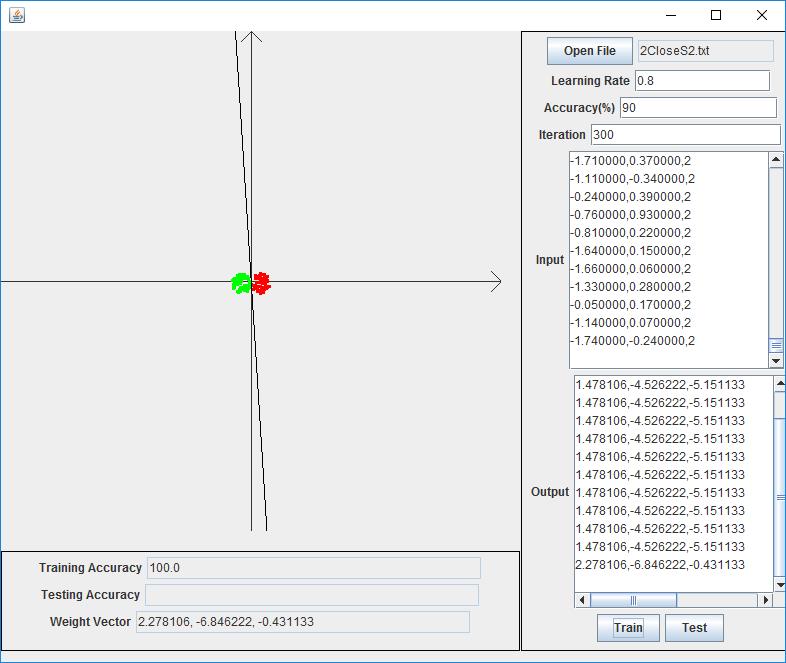 Open File
2CloseS2.txt
Learning Rate 0.8
Accuracy(%) 90
Iteration 300
Input
-1.710000,0.370000,2
-1.110000,-0.340000,2
-0.240000,0.390000,2
-0.760000,0.930000,2
-0.810000,0.220000,2
-1.640000,0.150000,2
-1.660000,0.060000,2
-1.330000,0.280000,2
-0.050000,0.170000,2
-1.140000,0.070000,2
-1.740000,-0.240000,2
Output
1.478106,-4.526222,-5.151133
1.478106,-4.526222,-5.151133
1.478106,-4.526222,-5.151133
1.478106,-4.526222,-5.151133
1.478106,-4.526222,-5.151133
1.478106,-4.526222,-5.151133
1.478106,-4.526222,-5.151133
1.478106,-4.526222,-5.151133
1.478106,-4.526222,-5.151133
1.478106,-4.526222,-5.151133
2.278106,-6.846222,-0.431133
Train
Test
Training Accuracy 100.0
Testing Accuracy
Weight Vector 2.278106, -6.846222, -0.431133